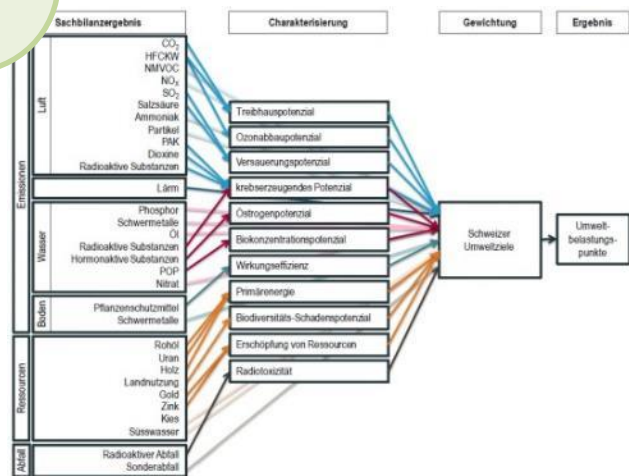 Sachbilanzergebnis
Charakterisierung
Gewichtung
Ergebnis
Emissionen
Luft
CO2
HFCKW
NMVOC
NOx
SO2
Salzsäure
Ammoniak
Partikel
PAK
Dioxine
Radioaktive Substanzen
Lärm
Wasser
Phosphor
Schwermetalle
Öl
Radioaktive Substanzen
Hormonaktive Substanzen
POP
Nitrat
Boden
Pflanzenschutzmittel
Schwermetalle
Ressourcen
Rohöl
Uran
Holz
Landnutzung
Gold
Zink
Kies
Süsswasser
Abfall
Radioaktiver Abfall
Sonderabfall
Treibhauspotenzial
Ozonabbaupotenzial
Versauerungspotenzial
krebserzeugendes Potenzial
Östrogenpotenzial
Biokonzentrationspotenzial
Wirkungseffizienz
Primärenergie
Biodiversitäts-Schadenspotenzial
Erschöpfung von Ressourcen
Radiotoxizität
Schweizer
Umweltziele
Umwelt-
belastungs-
punkte